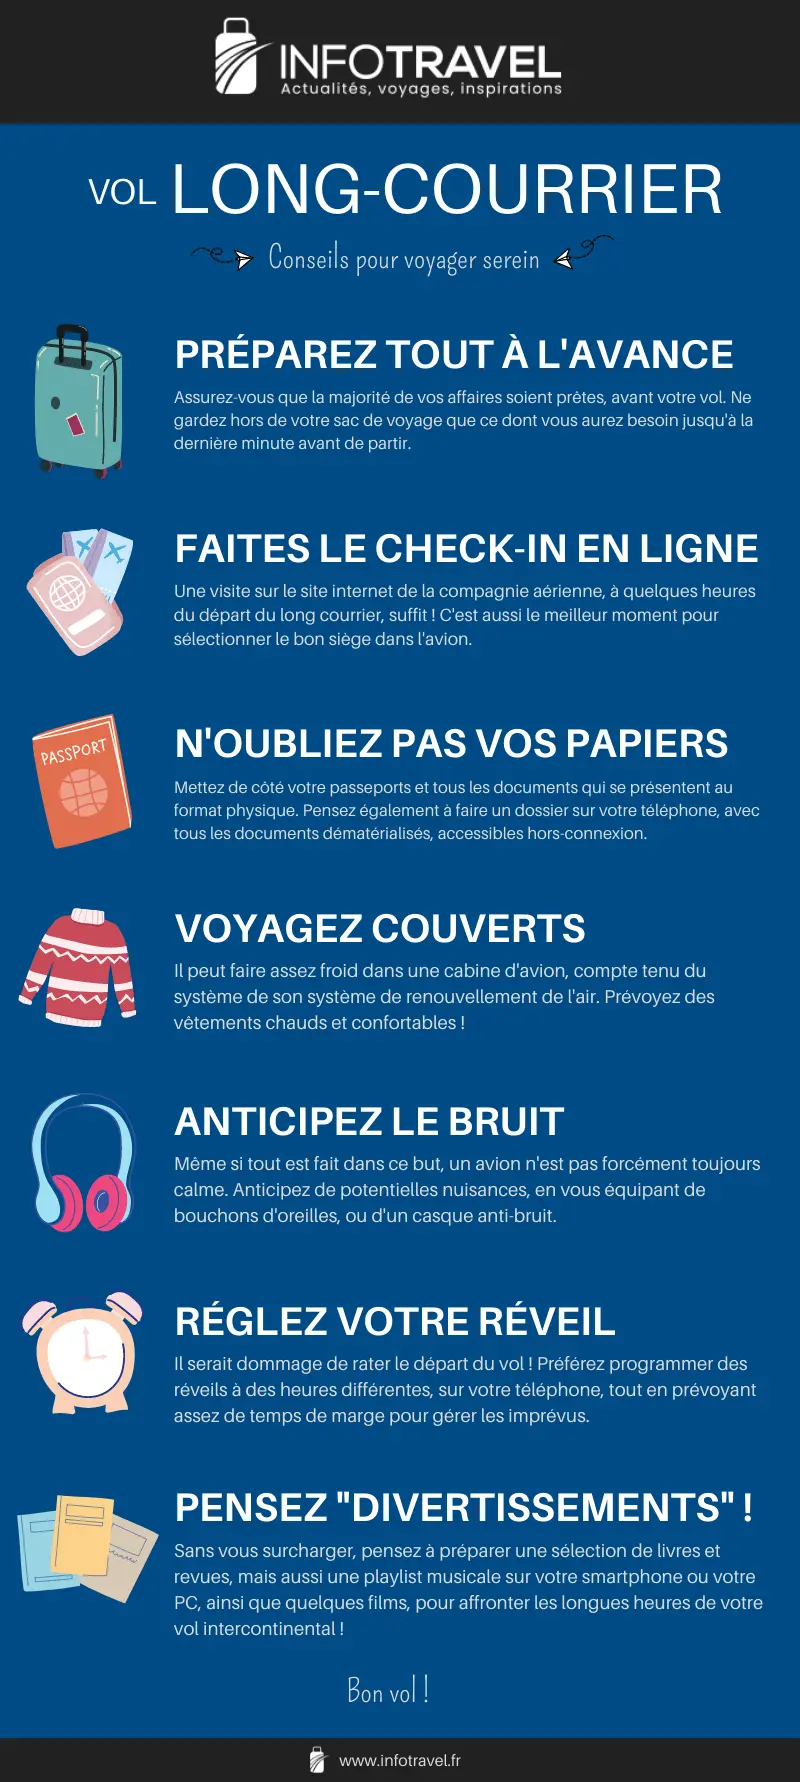 INFOTRAVEL
Actualités, voyages, inspirations
VOL LONG-COURRIER
Conseils pour voyager serein
PRÉPAREZ TOUT À L'AVANCE
Assurez-vous que la majorité de vos affaires soient prêtes, avant votre vol. Ne
gardez hors de votre sac de voyage que ce dont vous aurez besoin jusqu'à la
dernière minute avant de partir.
FAITES LE CHECK-IN EN LIGNE
Une visite sur le site internet de la compagnie aérienne, à quelques heures
du départ du long courrier, suffit ! C'est aussi le meilleur moment pour
sélectionner le bon siège dans l'avion.
PASSPORT
N'OUBLIEZ PAS VOS PAPIERS
Mettez de côté votre passeports et tous les documents qui se présentent au
format physique. Pensez également à faire un dossier sur votre téléphone, avec
tous les documents dématérialisés, accessibles hors-connexion.
VOYAGEZ COUVERTS
Il peut faire assez froid dans une cabine d'avion, compte tenu du
système de son système de renouvellement de l'air. Prévoyez des
vêtements chauds et confortables !
ANTICIPEZ LE BRUIT
Même si tout est fait dans ce but, un avion n'est pas forcément toujours
calme. Anticipez de potentielles nuisances, en vous équipant de
bouchons d'oreilles, ou d'un casque anti-bruit.
RÉGLEZ VOTRE RÉVEIL
Il serait dommage de rater le départ du vol ! Préférez programmer des
réveils à des heures différentes, sur votre téléphone, tout en prévoyant
assez de temps de marge pour gérer les imprévus.
PENSEZ "DIVERTISSEMENTS" !
Sans vous surcharger, pensez à préparer une sélection de livres et
revues, mais aussi une playlist musicale sur votre smartphone ou votre
PC, ainsi que quelques films, pour affronter les longues heures de votre
vol intercontinental !
Bon vol !
www.infotravel.fr